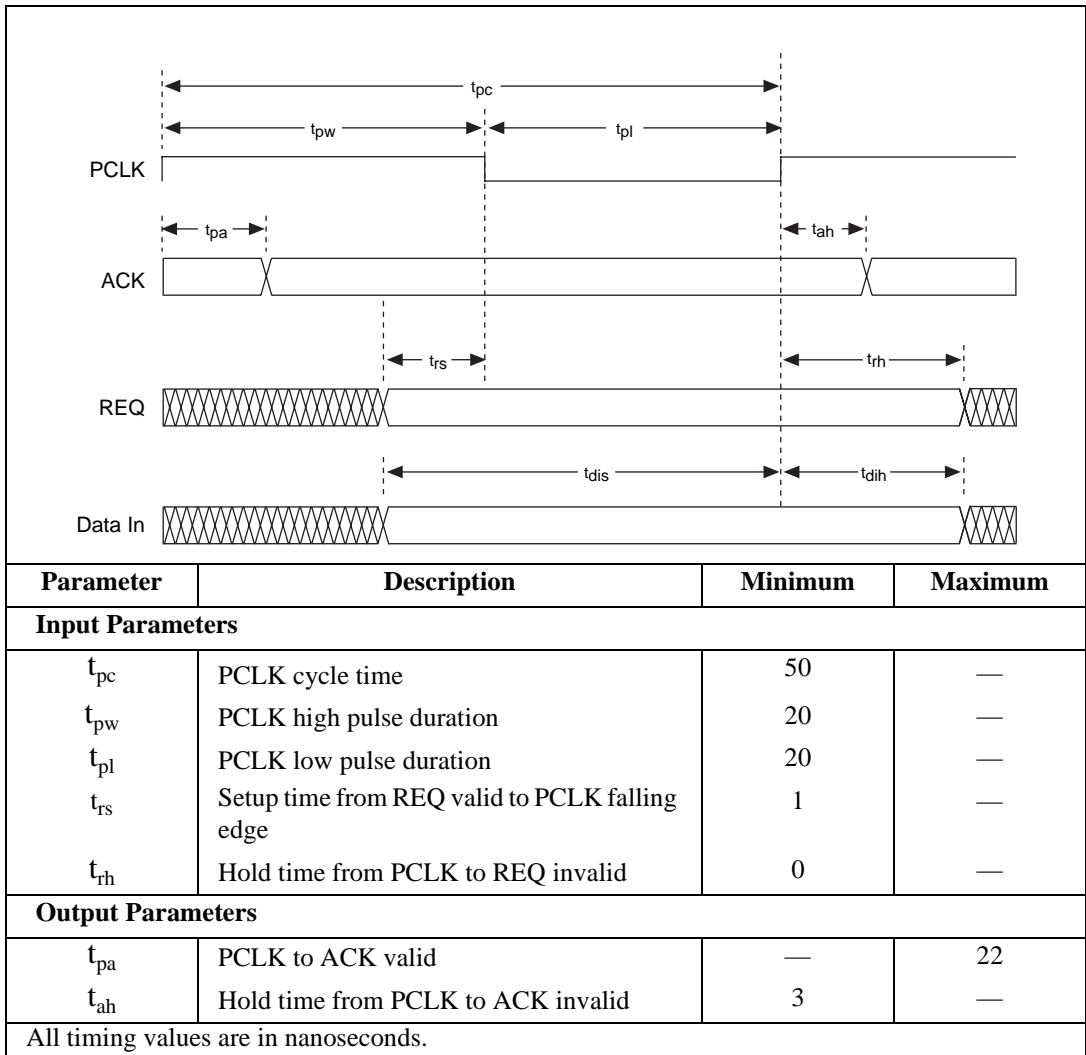 tpc
tpw tpl
PCLK
tpa tah
ACK
trs trh
REQ
tdis tdih
Data In
Parameter Description Minimum Maximum
Input Parameters
tpc PCLK cycle time 50 —
tpw PCLK high pulse duration 20 —
tpl PCLK low pulse duration 20 —
trs Setup time from REQ valid to PCLK falling 1 —
edge
trh Hold time from PCLK to REQ invalid 0 —
Output Parameters
tpa PCLK to ACK valid — 22
tah Hold time from PCLK to ACK invalid 3 —
All timing values are in nanoseconds.